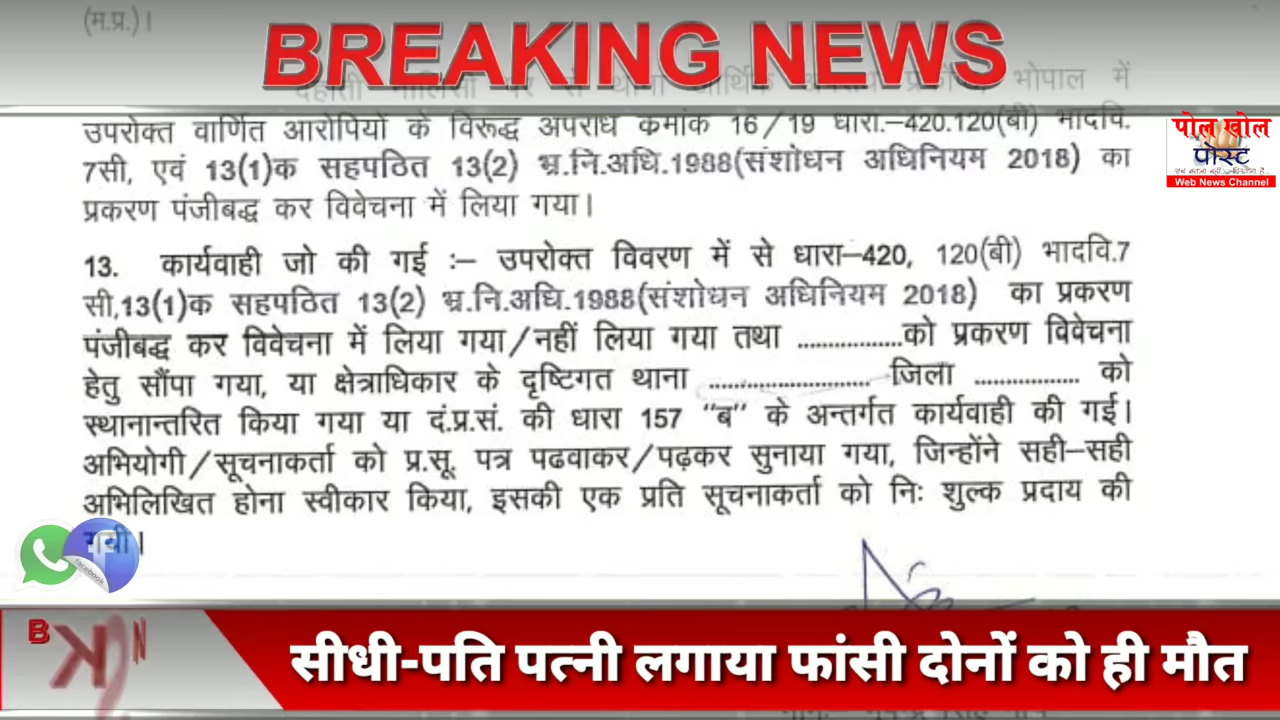 (म.प्र.)।
BREAKING NEWS
भोपाल में
उपरोक्त वार्णित आरोपियों के विरूद्ध अपराध कमांक 16/19 धारा.–420.120(बी) भादवि.
7सी, एवं 13(1)क सहपठित 13(2) भ्र.नि.अधि.1988(संशोधन अधिनियम 2018) का
प्रकरण पंजीबद्ध कर विवेचना में लिया गया।
पोल खोल
पोस्ट
Web News Channel
13. कार्यवाही जो की गई :– उपरोक्त विवरण में से धारा–420, 120(बी) भादवि.7
सी,13(1)क सहपठित 13(2) भ्र.नि.अधि.1988(संशोधन अधिनियम 2018) का प्रकरण
पंजीबद्ध कर विवेचना में लिया गया/नहीं लिया गया तथा ..................को प्रकरण विवेचना
हेतु सौंपा गया, या क्षेत्राधिकार के दृष्टिगत थाना ........................... जिला .................. को
स्थानान्तरित किया गया या दं.प्र.सं. की धारा 157 "ब" के अन्तर्गत कार्यवाही की गई।
अभियोगी/सूचनाकर्ता को प्र.सू. पत्र पढवाकर/पढ़कर सुनाया गया, जिन्होंने सही–सही
अभिलिखित होना स्वीकार किया, इसकी एक प्रति सूचनाकर्ता को निः शुल्क प्रदाय की
गयी।
facebook
B K N
सीधी-पति पत्नी लगाया फांसी दोनों को ही मौत